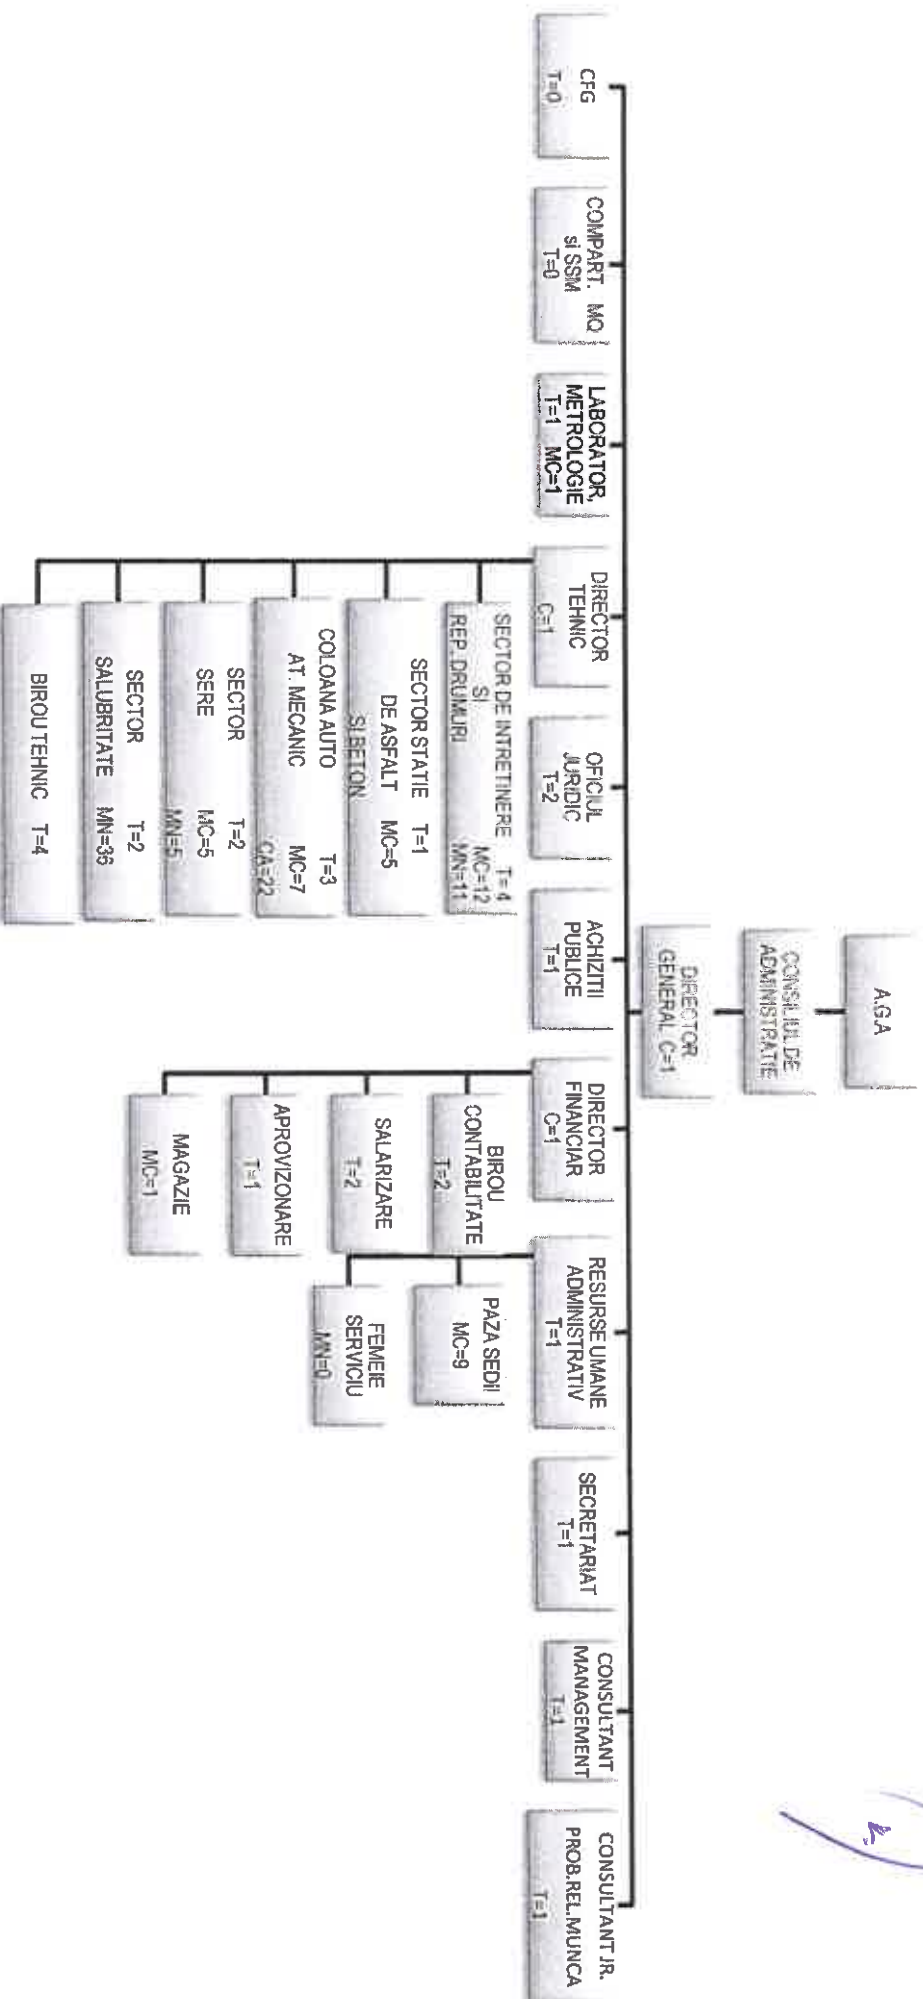 A.G.A
CONSILIUL DE
ADMINISTRATIE
DIRECTOR
GENERAL C=1
CFG
T=0
COMPART. MQ
si SSM
T=0
LABORATOR,
METROLOGIE
T=1 MC=1
DIRECTOR
TEHNIC
C=1
OFICIUL
JURIDIC
T=2
ACHIZITII
PUBLICE
T=1
DIRECTOR
FINANCIAR
C=1
RESURSE UMANE
ADMINISTRATIV
T=1
SECRETARIAT
T=1
CONSULTANT
MANAGEMENT
T=1
CONSULTANT JR.
PROB.REL.MUNCA
T=1
SECTOR DE INTRETINERE T=4
SI MC=12
REP. DRUMURI MN=11
SECTOR STATIE T=1
DE ASFALT MC=5
SI BETON
COLOANA AUTO T=3
AT. MECANIC MC=7
CA=22
SECTOR T=2
SERE MC=5
MN=5
SECTOR T=2
SALUBRITATE MN=36
BIROU TEHNIC T=4
BIROU
CONTABILITATE
T=2
SALARIZARE
T=2
APROVIZONARE
T=1
MAGAZIE
MC=1
PAZA SEDII
MC=9
FEMEIE
SERVICIU
MN=0